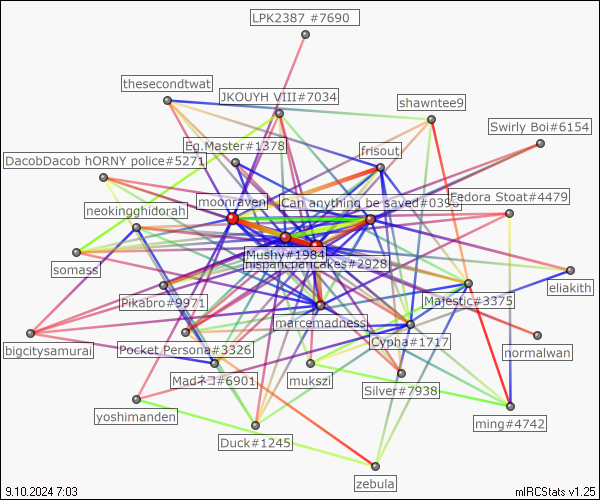 LPK2387 #7690
thesecondtwat
JKOUYH VIII#7034
shawntee9
Swirly Boi#6154
Eg.Master#1378
frisout
DacobDacob hORNY police#5271
moonraven
Can anything be saved#0396
Fedora Stoat#4479
neokingghidorah
Mushy#1984
mispancpancakes#2928
somass
Pikabro#9971
Majestic#3375
eliakith
marcemadness
Cypha#1717
bigcitysamurai
Pocket Persona#3326
normalwan
Madネコ#6901
mukszi
Silver#7938
yoshimanden
ming#4742
Duck#1245
zebula
9.10.2024 7:03
mIRCStats v1.25